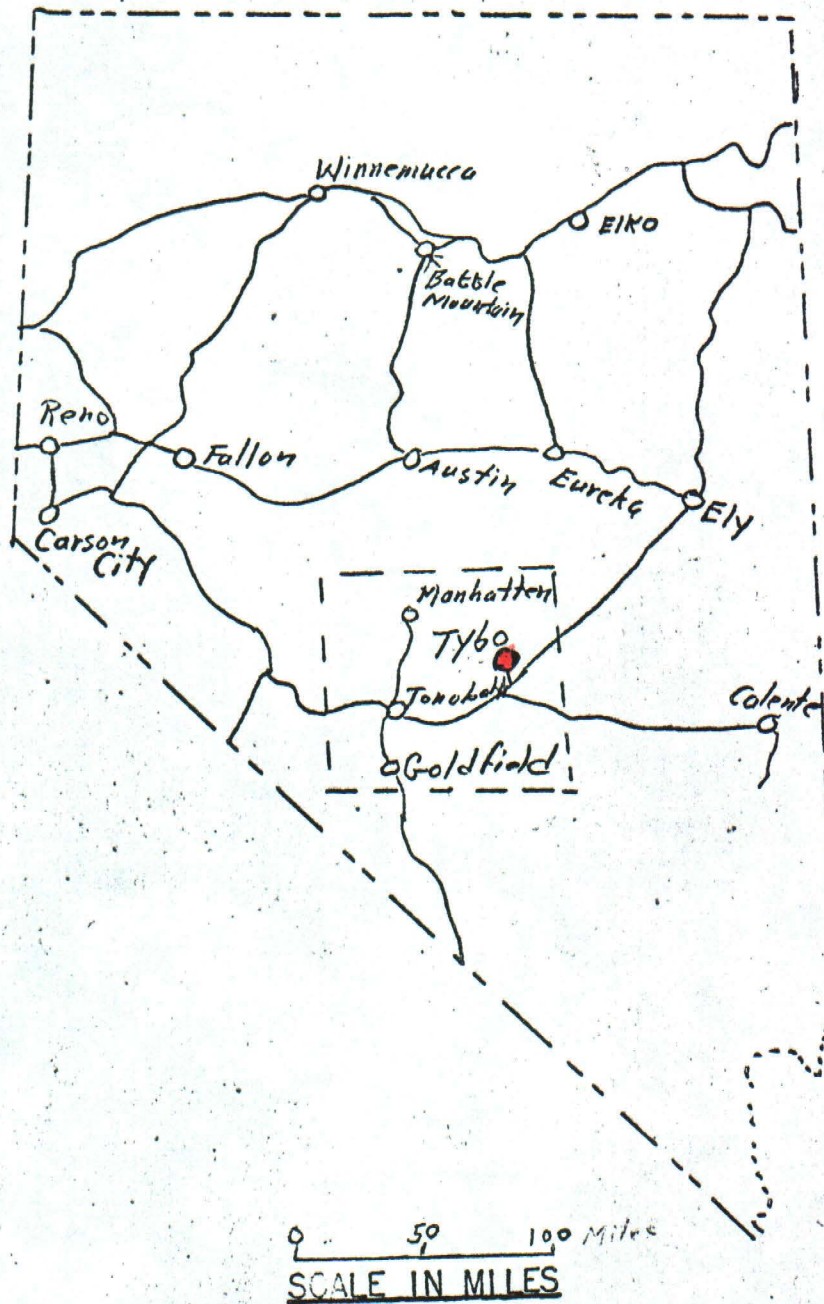 Winnemucca
Elko
Battle
Mountain
Reno
Fallon
Austin
Eureka
Ely
Carson
City
Manhatten
Tybo
Tonopah
Calente
Goldfield
0 50 100 Miles
SCALE IN MILES